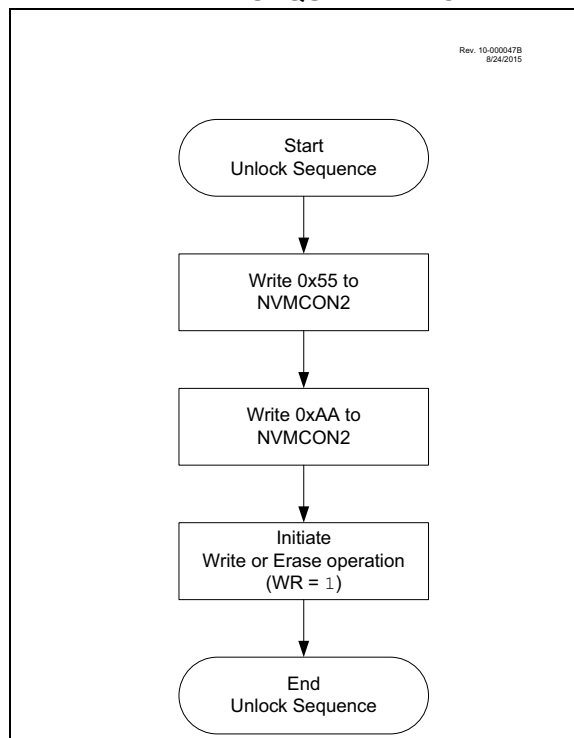 Rev. 10-000047B
8/24/2015
Start
Unlock Sequence
Write 0x55 to
NVMCON2
Write 0xAA to
NVMCON2
Initiate
Write or Erase operation
(WR = 1)
End
Unlock Sequence